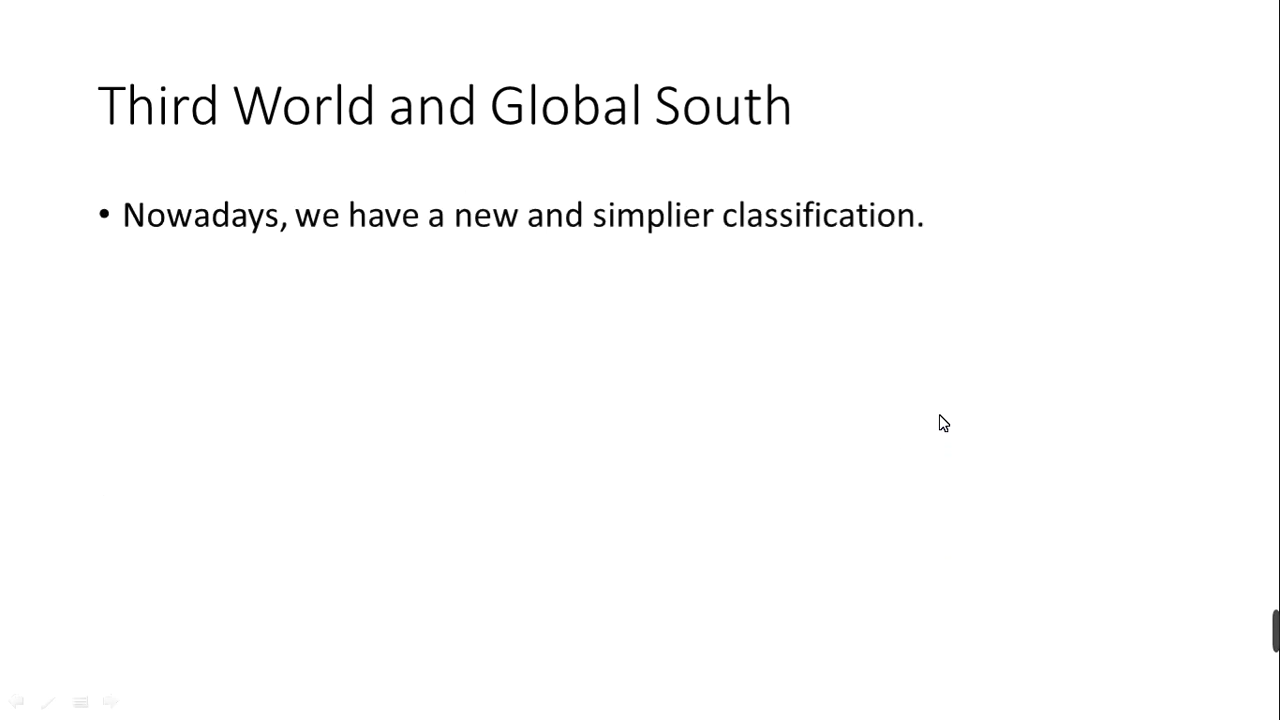 Third World and Global South
• Nowadays, we have a new and simplier classification.